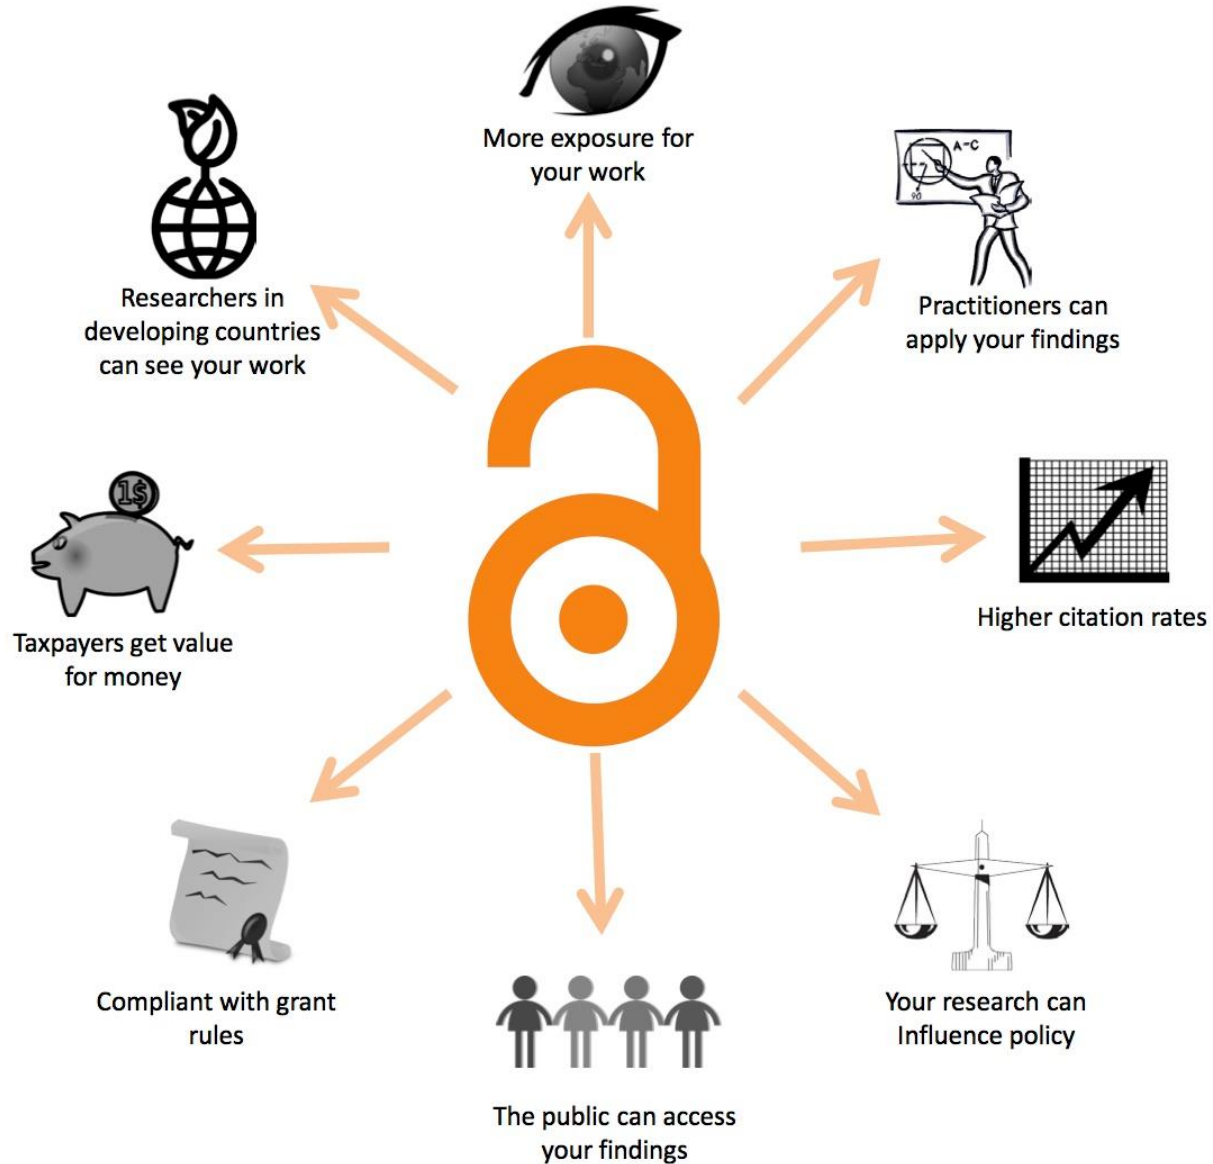 More exposure for
your work
A-C
90
Practitioners can
apply your findings
Researchers in
developing countries
can see your work
1$
Higher citation rates
Taxpayers get value
for money
Compliant with grant
rules
Your research can
Influence policy
The public can access
your findings